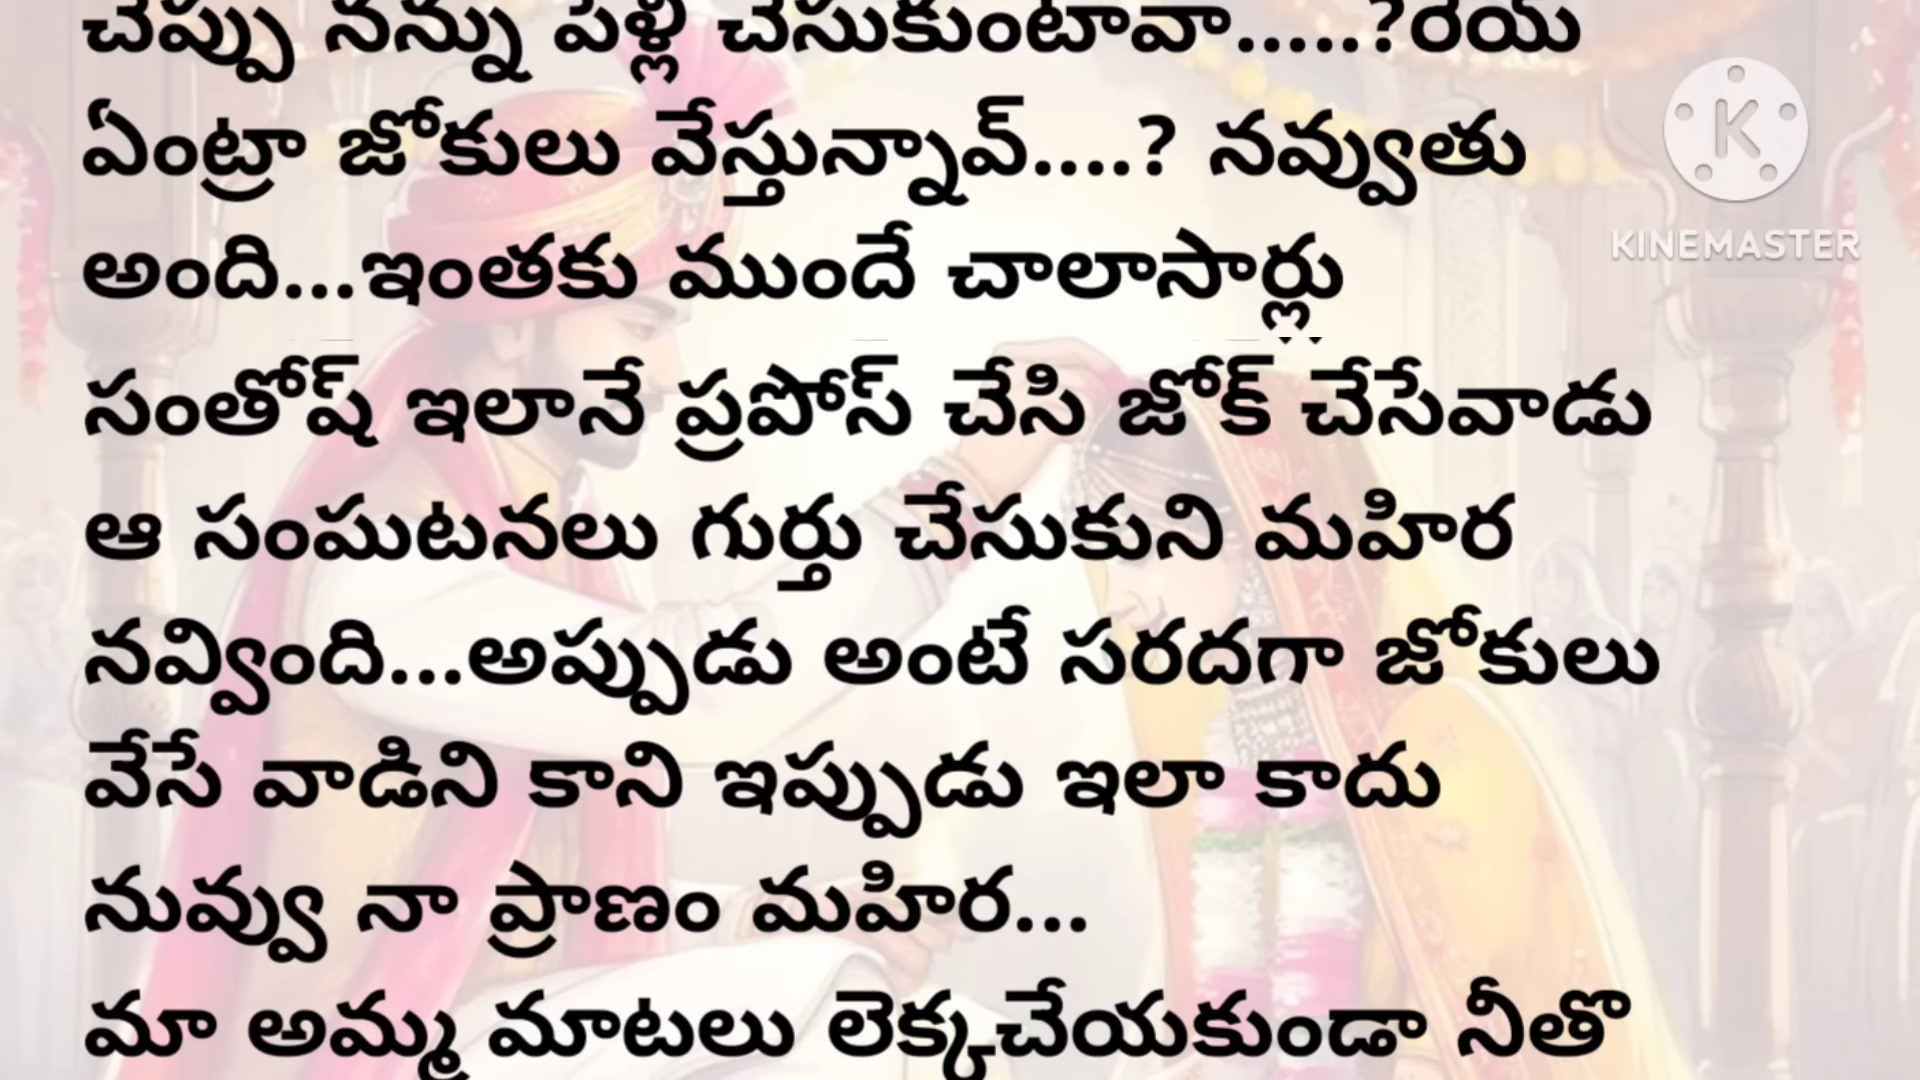 చెప్పు నన్ను పెళ్లి చేసుకుంటావా.....?రేయ్
ఏంట్రా జోకులు వేస్తున్నావ్....? నవ్వుతు
అంది...ఇంతకు ముందే చాలాసార్లు
సంతోష్ ఇలానే ప్రపోస్ చేసి జోక్ చేసేవాడు
ఆ సంఘటనలు గుర్తు చేసుకుని మహిర
నవ్వింది...అప్పుడు అంటే సరదగా జోకులు
వేసే వాడిని కాని ఇప్పుడు ఇలా కాదు
నువ్వు నా ప్రాణం మహిర...
మా అమ్మ మాటలు లెక్కచేయకుండా నీతో
KINEMASTER